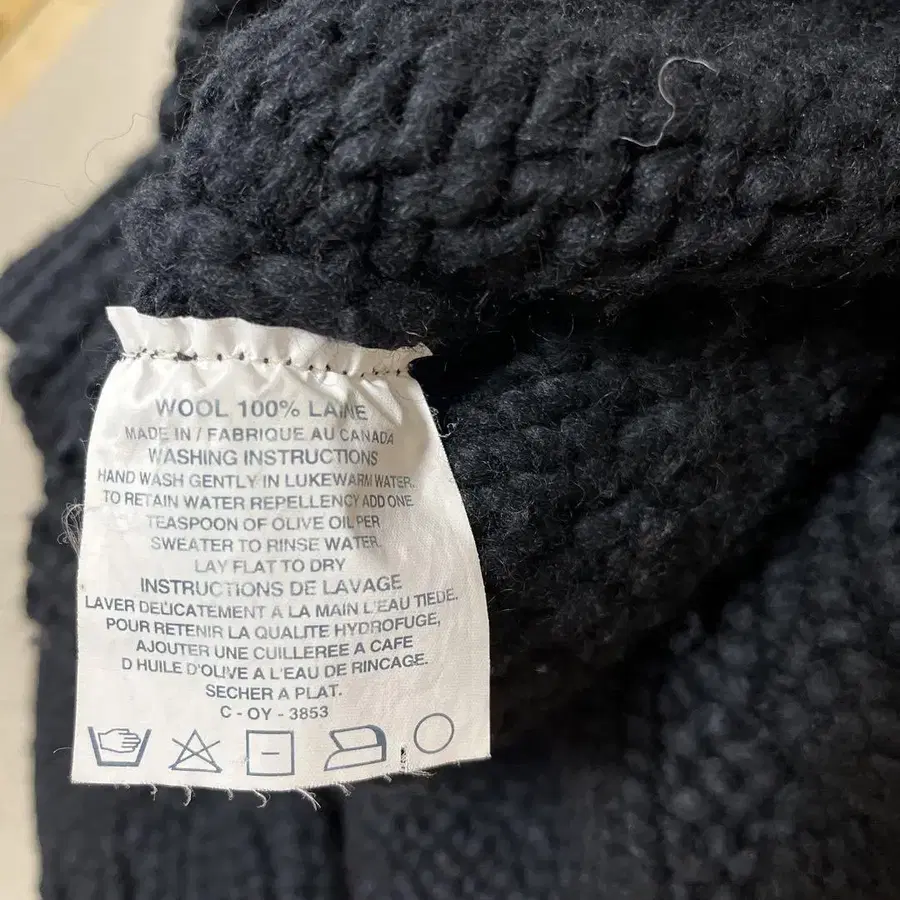 WOOL 100% LAINE
MADE IN / FABRIQUE AU CANADA
WASHING INSTRUCTIONS
HAND WASH GENTLY IN LUKEWARM WATER.
TO RETAIN WATER REPELLENCY ADD ONE
TEASPOON OF OLIVE OIL PER
SWEATER TO RINSE WATER.
LAY FLAT TO DRY
INSTRUCTIONS DE LAVAGE
LAVER DELICATEMENT A LA MAIN L'EAU TIEDE.
POUR RETENIR LA QUALITE HYDROFUGE,
AJOUTER UNE CUILLEREE A CAFE
D HUILE D'OLIVE A L'EAU DE RINCAGE.
SECHER A PLAT.
C - OY - 3853